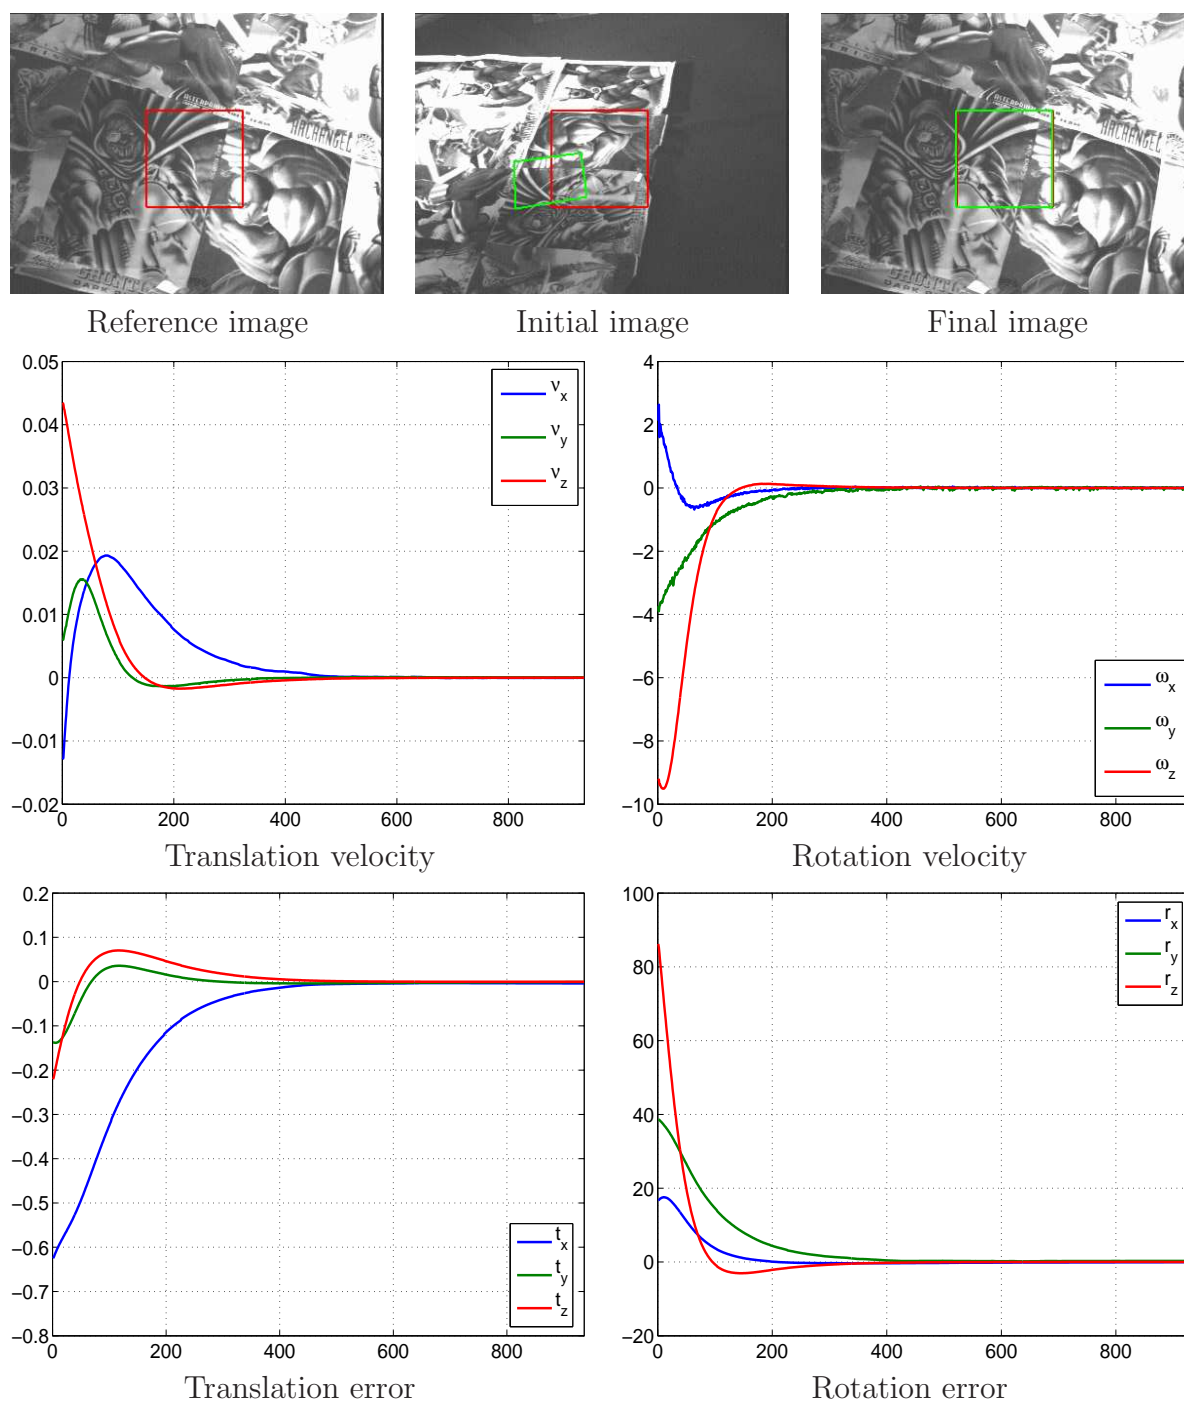 ARCHANGEL
Reference image
Initial image
Final image
0.05
0.04
0.03
0.02
0.01
0
−0.01
−0.02
0 200 400 600 800
ν_x
ν_y
ν_z
Translation velocity
4
2
0
−2
−4
−6
−8
−10
0 200 400 600 800
ω_x
ω_y
ω_z
Rotation velocity
0.2
0.1
0
−0.1
−0.2
−0.3
−0.4
−0.5
−0.6
−0.7
−0.8
0 200 400 600 800
t_x
t_y
t_z
Translation error
100
80
60
40
20
0
−20
0 200 400 600 800
r_x
r_y
r_z
Rotation error